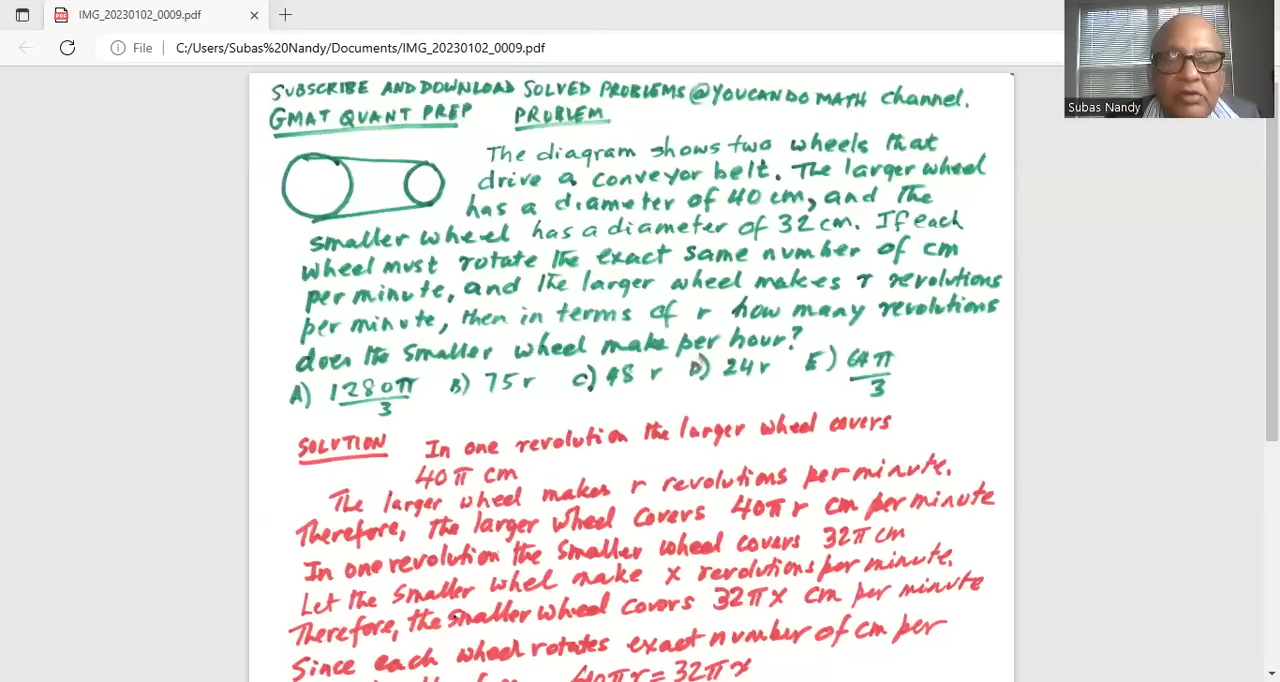 IMG_20230102_0009.pdf
File
C:/Users/Subas%20Nandy/Documents/IMG_20230102_0009.pdf
Subas Nandy
SUBSCRIBE AND DOWNLOAD SOLVED PROBLEMS @YOUCANDOMATH channel.
GMAT QUANT PREP PROBLEM
The diagram shows two wheels that
drive a conveyor belt. The larger wheel
has a diameter of 40 cm, and the
smaller wheel has a diameter of 32 cm. If each
wheel must rotate the exact same number of cm
per minute, and the larger wheel makes r revolutions
per minute, then in terms of r how many revolutions
does the smaller wheel make per hour?
A) 1280π/3 B) 75r C) 48 r D) 24r E) 64π/3
SOLUTION In one revolution the larger wheel covers
40π cm
The larger wheel makes r revolutions per minute.
Therefore, the larger wheel covers 40πr cm per minute
In one revolution the smaller wheel covers 32π cm
Let the smaller whel make x revolutions per minute.
Therefore, the smaller wheel covers 32πx cm per minute
Since each wheel rotates exact number of cm per
40πr = 32πx